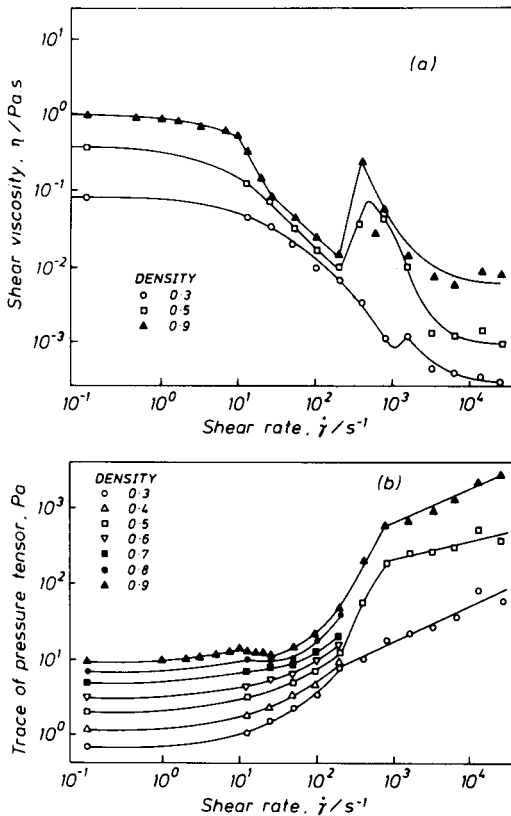 (a)
Shear viscosity, η/Pa.s
10¹
10⁰
10⁻¹
10⁻²
10⁻³
DENSITY
○ 0.3
□ 0.5
▲ 0.9
10⁻¹ 10⁰ 10¹ 10² 10³ 10⁴
Shear rate, γ̇/s⁻¹
(b)
Trace of pressure tensor, Pa
10³
10²
10¹
10⁰
DENSITY
○ 0.3
△ 0.4
□ 0.5
▽ 0.6
■ 0.7
● 0.8
▲ 0.9
10⁻¹ 10⁰ 10¹ 10² 10³ 10⁴
Shear rate, γ̇/s⁻¹